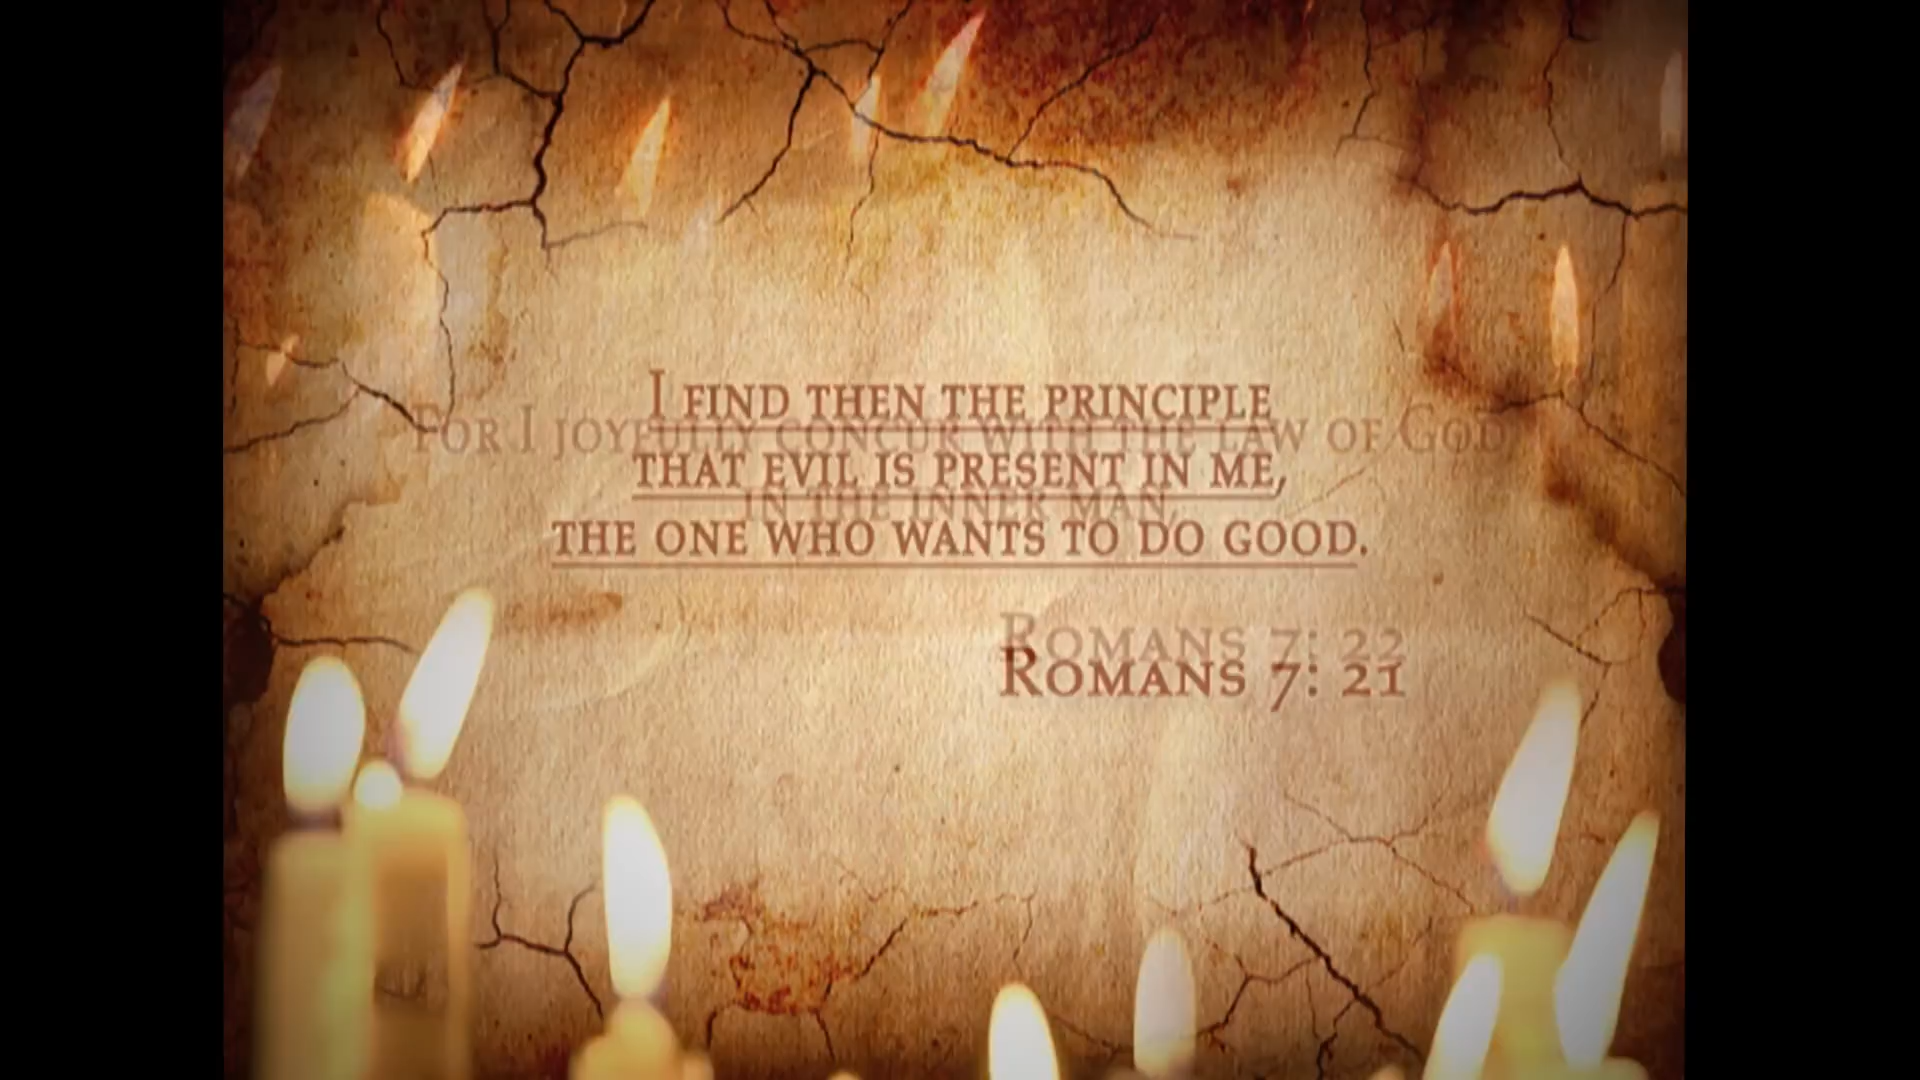 I FIND THEN THE PRINCIPLE
THAT EVIL IS PRESENT IN ME,
THE ONE WHO WANTS TO DO GOOD.
ROMANS 7: 21
FOR I JOYFULLY CONCUR WITH THE LAW OF GOD
IN THE INNER MAN,
ROMANS 7: 22